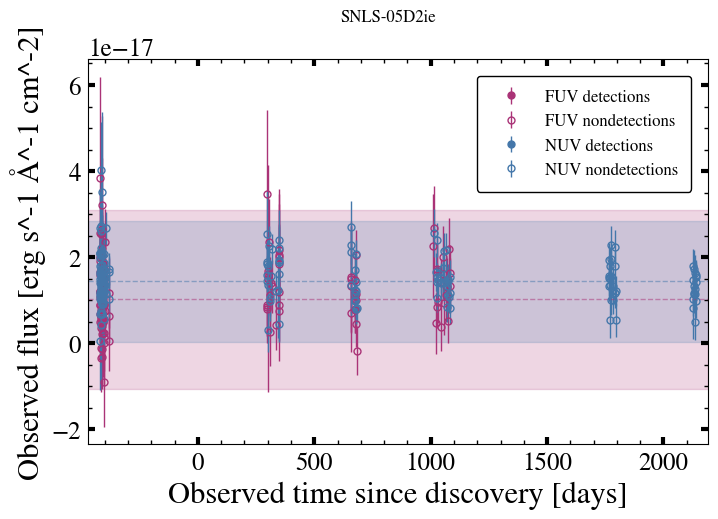 SNLS-05D2ie
1e−17
Observed flux [erg s^-1 Å^-1 cm^-2]
6
4
2
0
−2
FUV detections
FUV nondetections
NUV detections
NUV nondetections
0 500 1000 1500 2000
Observed time since discovery [days]